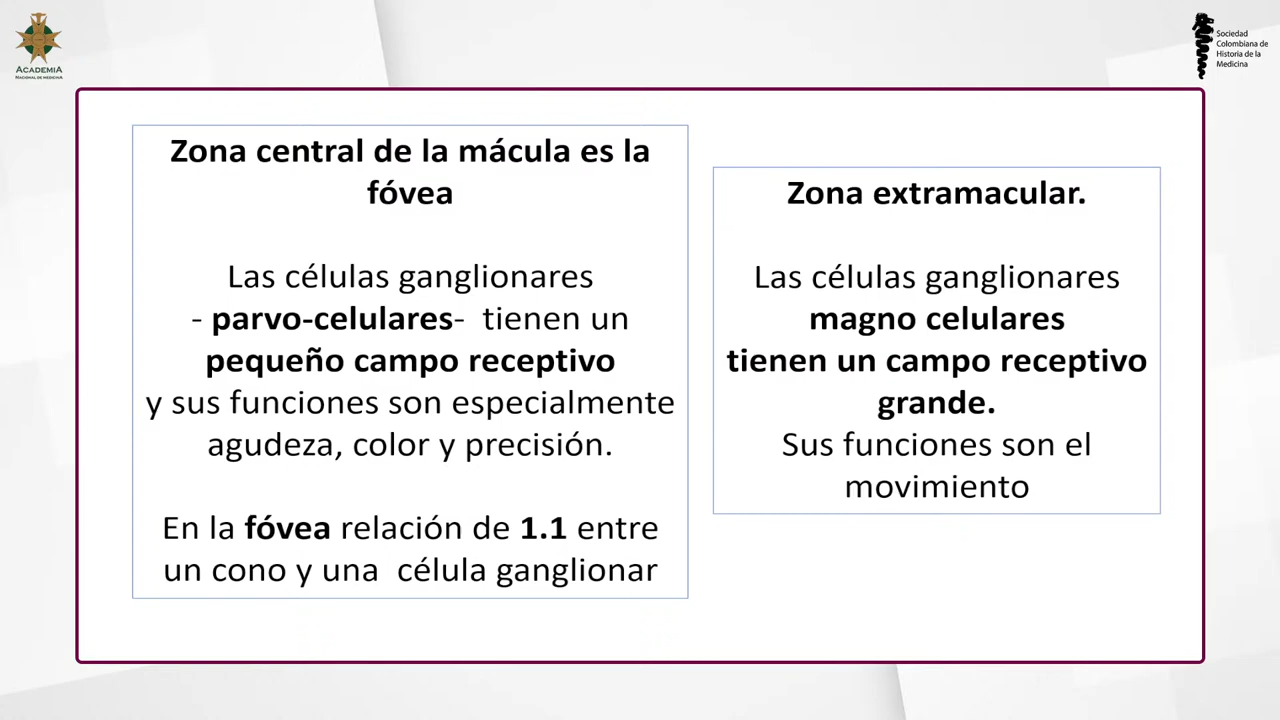 ACADEMIA
NACIONAL DE MEDICINA
Sociedad
Colombiana de
Historia de la
Medicina
Zona central de la mácula es la
fóvea
Las células ganglionares
- parvo-celulares- tienen un
pequeño campo receptivo
y sus funciones son especialmente
agudeza, color y precisión.
En la fóvea relación de 1.1 entre
un cono y una célula ganglionar
Zona extramacular.
Las células ganglionares
magno celulares
tienen un campo receptivo
grande.
Sus funciones son el
movimiento